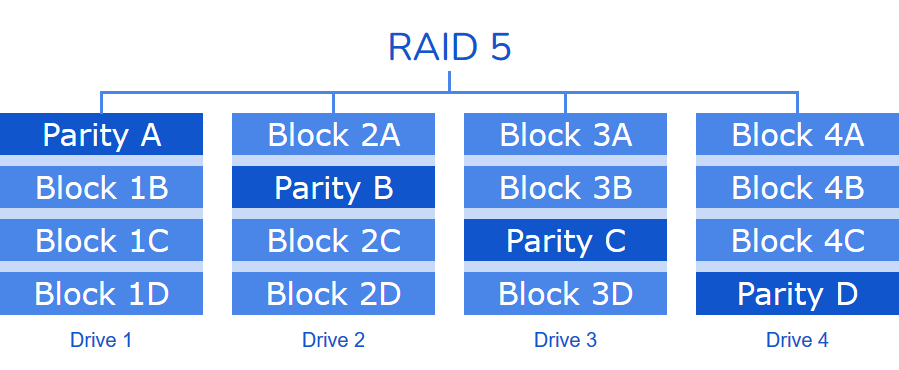 RAID 5
Parity A
Block 2A
Block 3A
Block 4A
Block 1B
Parity B
Block 3B
Block 4B
Block 1C
Block 2C
Parity C
Block 4C
Block 1D
Block 2D
Block 3D
Parity D
Drive 1
Drive 2
Drive 3
Drive 4